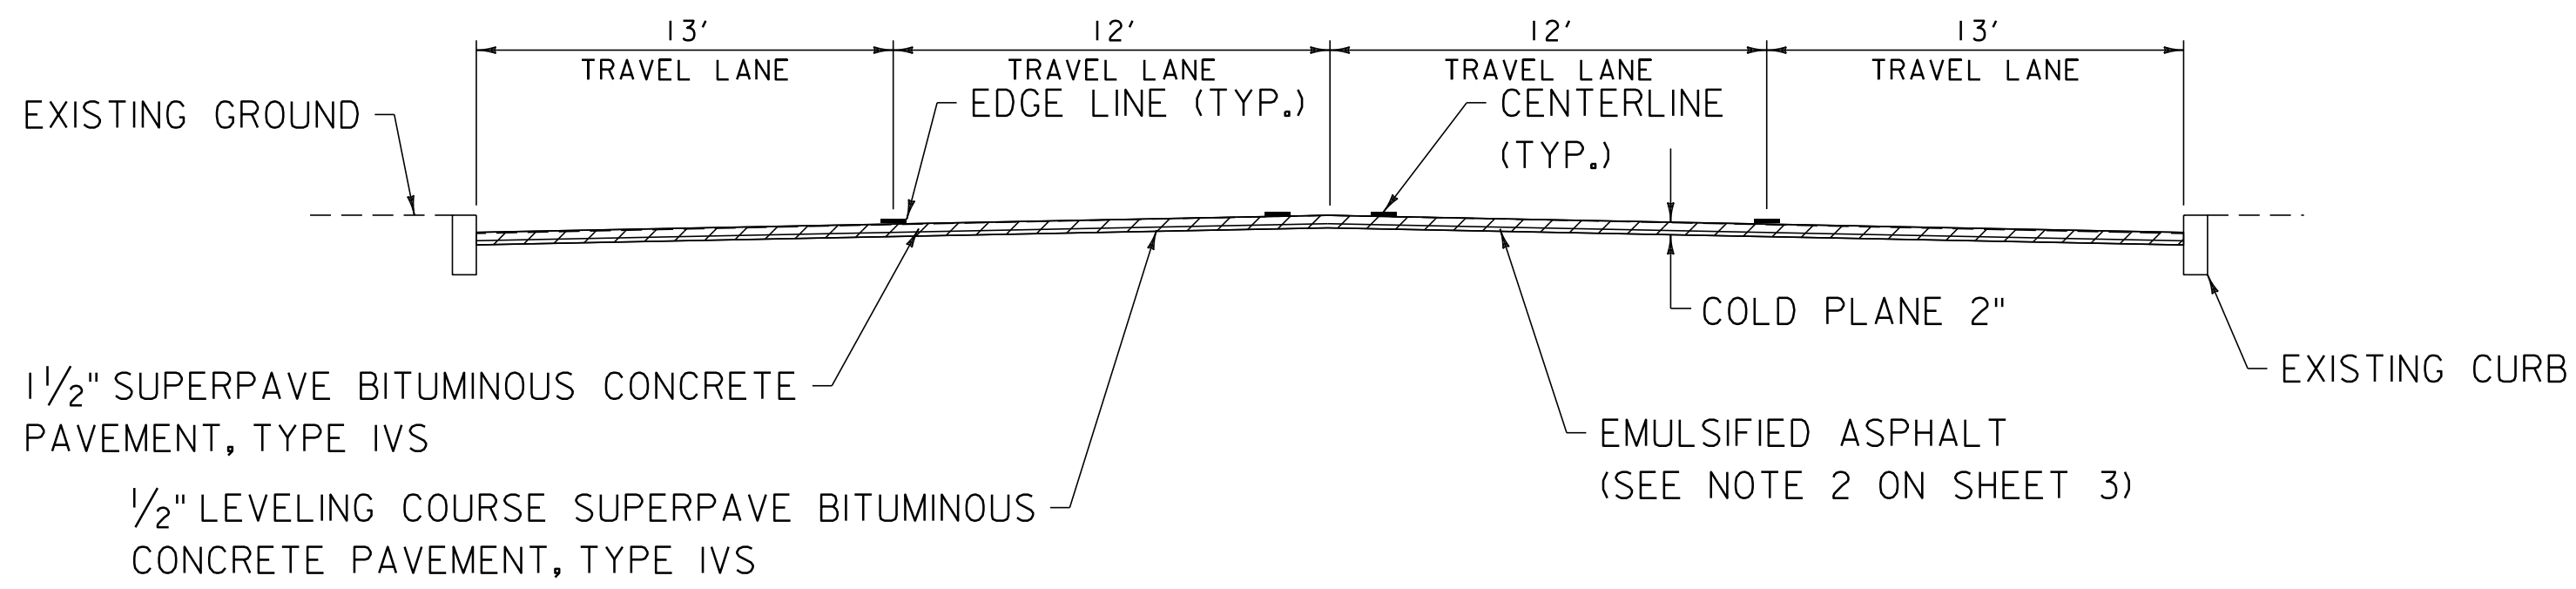 13' 12' 12' 13'
TRAVEL LANE TRAVEL LANE TRAVEL LANE TRAVEL LANE
EXISTING GROUND
EDGE LINE (TYP.)
CENTERLINE
(TYP.)
COLD PLANE 2"
EXISTING CURB
1 1/2" SUPERPAVE BITUMINOUS CONCRETE
PAVEMENT, TYPE IVS
EMULSIFIED ASPHALT
(SEE NOTE 2 ON SHEET 3)
1/2" LEVELING COURSE SUPERPAVE BITUMINOUS
CONCRETE PAVEMENT, TYPE IVS